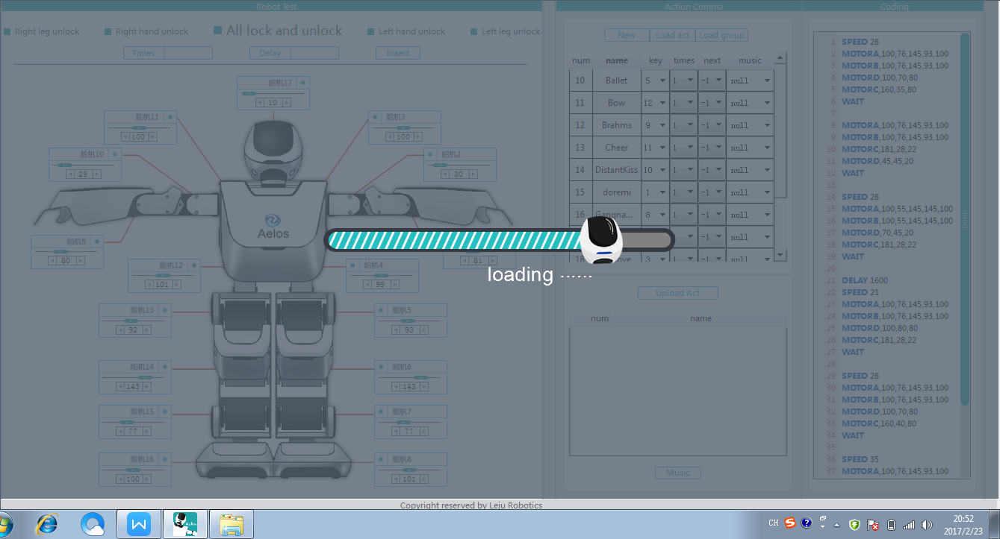 Robot Test
Action Comma
Coding
Right leg unlock
Right hand unlock
All lock and unlock
Left hand unlock
Left leg unlock
Times
Delay
Insert
舵机17
10
舵机11
100
舵机3
100
舵机10
29
舵机2
30
舵机9
80
81
Aelos
舵机12
101
舵机4
99
舵机13
92
舵机5
93
舵机14
145
舵机6
143
舵机15
77
舵机7
77
舵机16
100
舵机8
101
loading ······
New Load act Load group
num name key times next music
10 Ballet 5 1 -1 null
11 Bow 12 1 -1 null
12 Brahms 9 1 -1 null
13 Cheer 11 1 -1 null
14 DistantKiss 10 1 -1 null
15 doremi 1 1 -1 null
16 Gangna... 8 1 -1 null
-1 null
18 ove 3 1 -1 null
Upload Act
num name
Music
1 SPEED 28
2 MOTORA,100,76,145,93,100
3 MOTORB,100,76,145,93,100
4 MOTORD,100,70,80
5 MOTORC,160,35,80
6 WAIT
7
8 MOTORA,100,76,145,93,100
9 MOTORB,100,76,145,93,100
10 MOTORC,181,28,22
11 MOTORD,45,45,20
12 WAIT
13
14 SPEED 28
15 MOTORA,100,55,145,145,100
16 MOTORB,100,55,145,145,100
17 MOTORD,70,45,20
18 MOTORC,181,28,22
19 WAIT
20
21 DELAY 1600
22 SPEED 21
23 MOTORA,100,76,145,93,100
24 MOTORB,100,76,145,93,100
25 MOTORD,100,80,80
26 MOTORC,181,28,22
27 WAIT
28
29 SPEED 28
30 MOTORA,100,76,145,93,100
31 MOTORB,100,76,145,93,100
32 MOTORD,100,70,80
33 MOTORC,160,40,80
34 WAIT
35
36 SPEED 35
37 MOTORA,100,76,145,93,100
Copyright reserved by Leju Robotics
Aelos
CH
20:52
2017/2/23